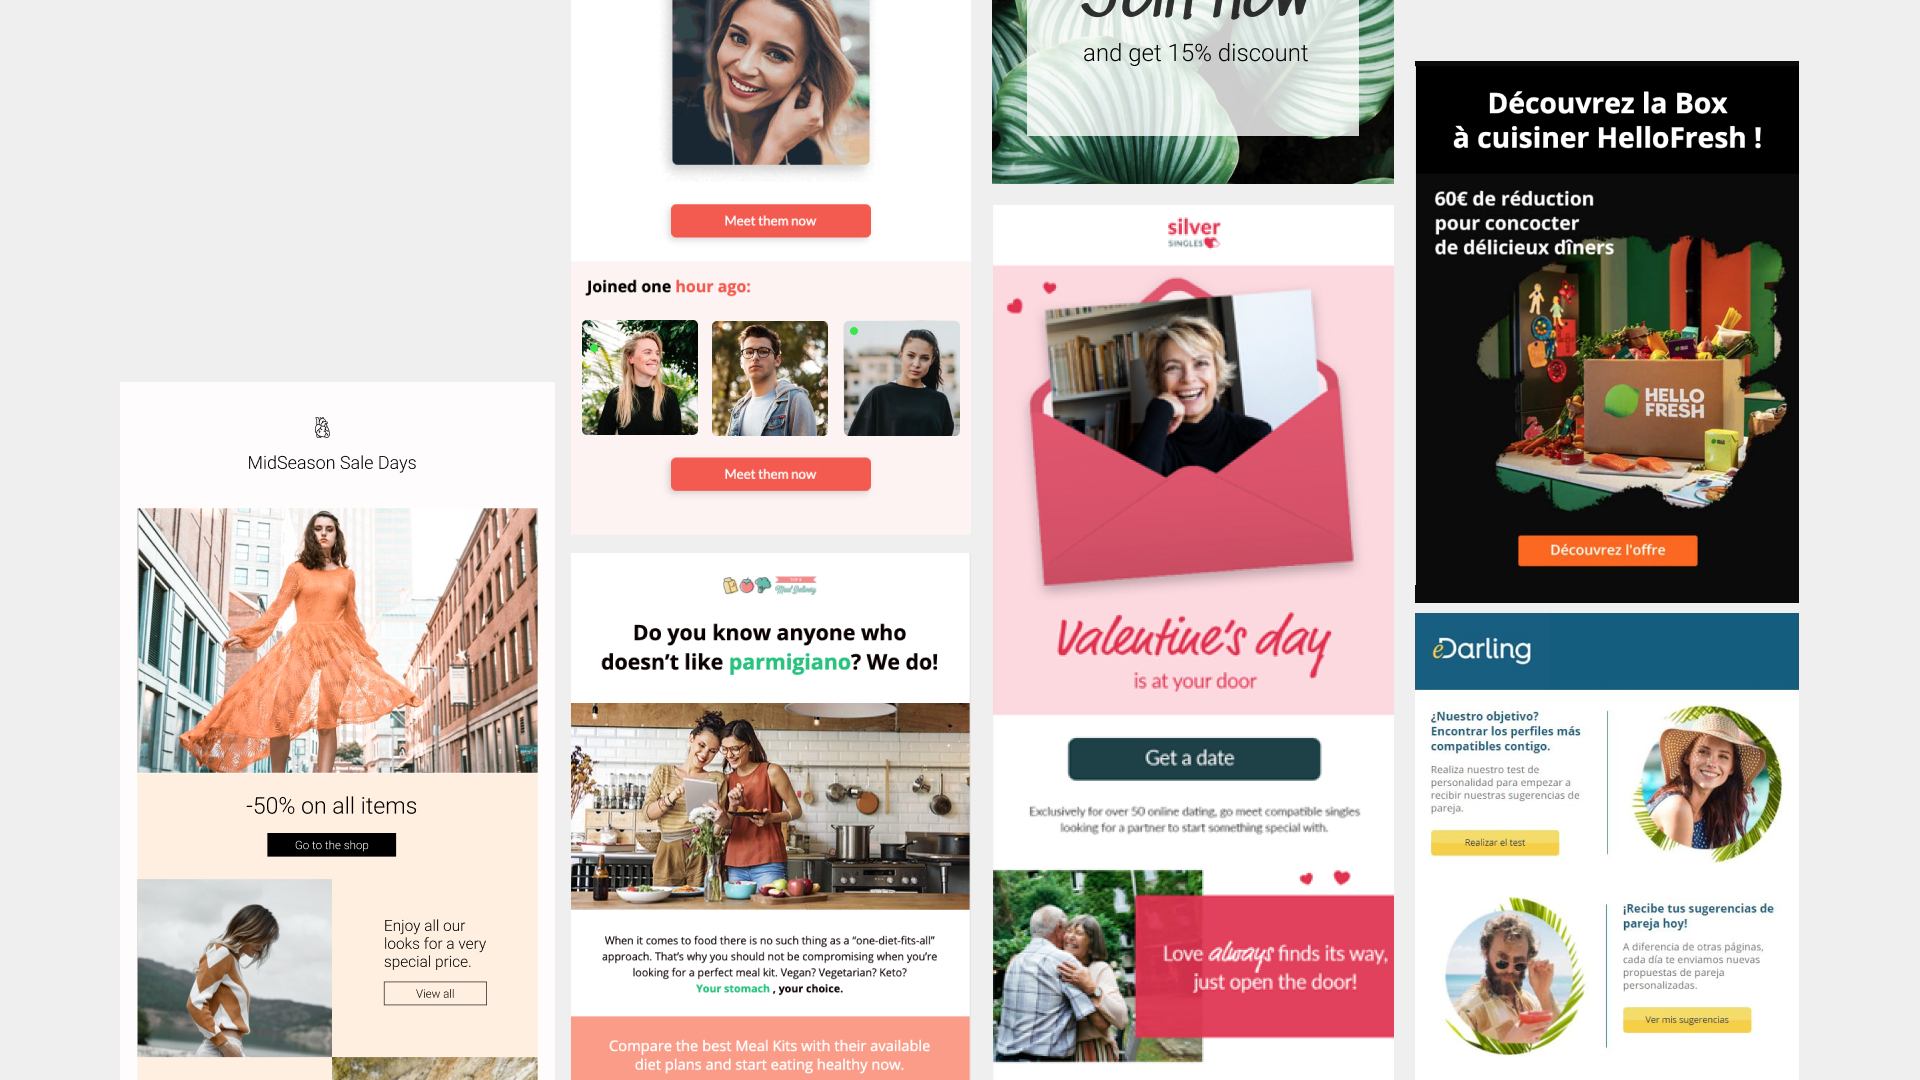 MidSeason Sale Days
-50% on all items
Go to the shop
Enjoy all our
looks for a very
special price.
View all
Meet them now
Joined one hour ago:
Meet them now
TOP 5
Meal Delivery
Do you know anyone who
doesn't like parmigiano? We do!
When it comes to food there is no such thing as a "one-diet-fits-all"
approach. That's why you should not be compromising when you're
looking for a perfect meal kit. Vegan? Vegetarian? Keto?
Your stomach , your choice.
Compare the best Meal Kits with their available
diet plans and start eating healthy now.
Join now
and get 15% discount
silver
SINGLES
Valentine's day
is at your door
Get a date
Exclusively for over 50 online dating, go meet compatible singles
looking for a partner to start something special with.
Love always finds its way,
just open the door!
Découvrez la Box
à cuisiner HelloFresh !
60€ de réduction
pour concocter
de délicieux dîners
HELLO
FRESH
Découvrez l'offre
eDarling
¿Nuestro objetivo?
Encontrar los perfiles más
compatibles contigo.
Realiza nuestro test de
personalidad para empezar a
recibir nuestras sugerencias de
pareja.
Realizar el test
¡Recibe tus sugerencias de
pareja hoy!
A diferencia de otras páginas,
cada día te enviamos nuevas
propuestas de pareja
personalizadas.
Ver mis sugerencias